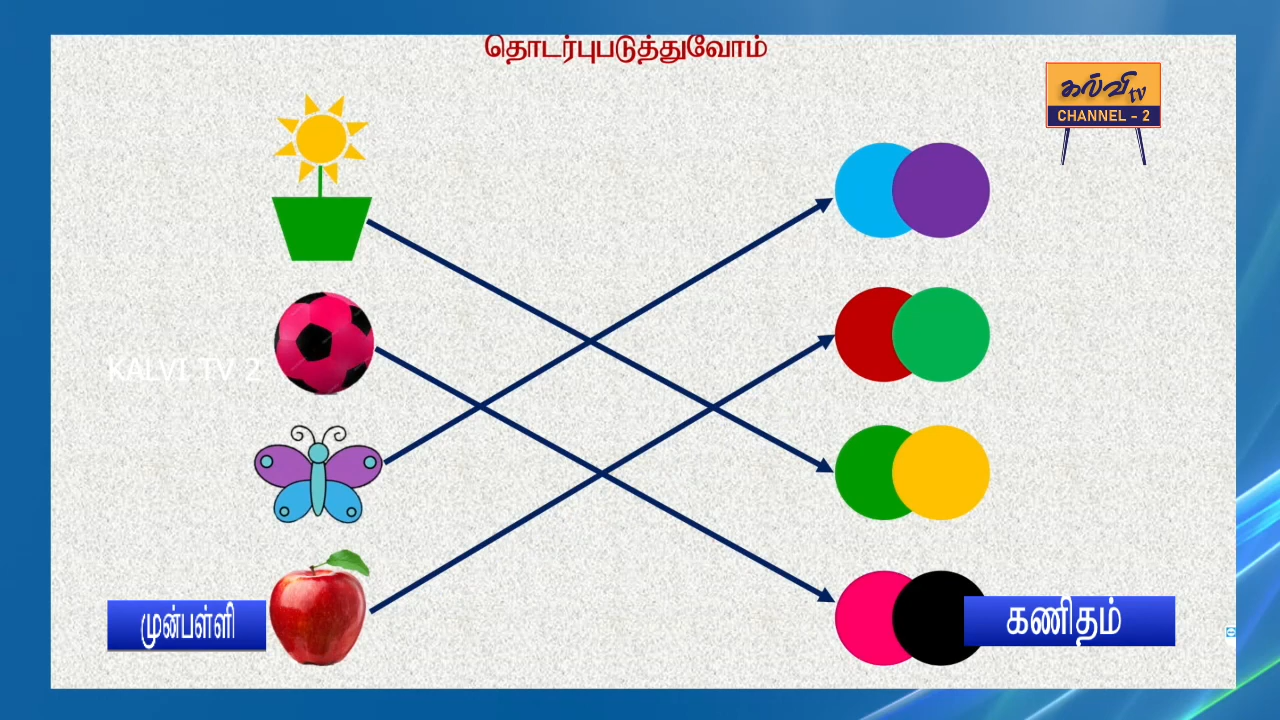 தொடர்புபடுத்துவோம்
கல்வி tv
CHANNEL - 2
KALVI TV 2
முன்பள்ளி
கணிதம்